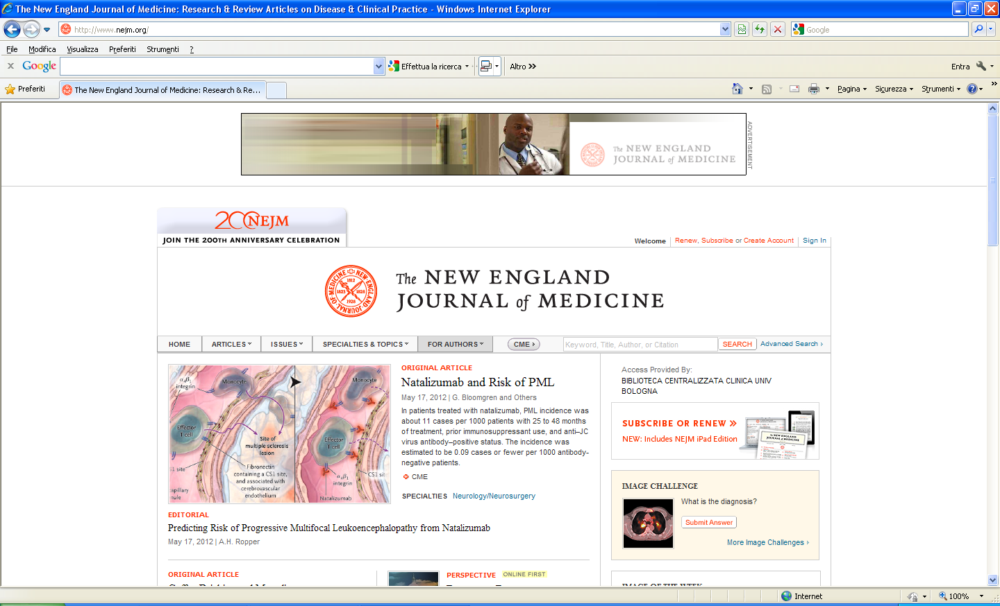 The New England Journal of Medicine: Research & Review Articles on Disease & Clinical Practice - Windows Internet Explorer
http://www.nejm.org/
Google
File Modifica Visualizza Preferiti Strumenti ?
x Google Effettua la ricerca Altro » Entra
Preferiti The New England Journal of Medicine: Research & Re... Pagina Sicurezza Strumenti »
The NEW ENGLAND
JOURNAL of MEDICINE
ADVERTISEMENT
200 NEJM
JOIN THE 200TH ANNIVERSARY CELEBRATION
Welcome Renew, Subscribe or Create Account Sign In
THE NEW-ENGLAND JOURNAL OF MEDICINE
1812
1823 1828
1928
The NEW ENGLAND
JOURNAL of MEDICINE
HOME ARTICLES ISSUES SPECIALTIES & TOPICS FOR AUTHORS CME Keyword, Title, Author, or Citation SEARCH Advanced Search ›
α4β1
integrin
Monocyte
Monocyte
Effector
T cell
Site of
multiple sclerosis
lesion
Effector
T cell
Fibronectin
containing a CS1 site,
and associated with
cerebrovascular
endothelium
1 site
apillary
nule
α4β1
integrin
CS1 sit
Natalizumab
ORIGINAL ARTICLE
Natalizumab and Risk of PML
May 17, 2012 | G. Bloomgren and Others
In patients treated with natalizumab, PML incidence was
about 11 cases per 1000 patients with 25 to 48 months
of treatment, prior immunosuppressant use, and anti–JC
virus antibody–positive status. The incidence was
estimated to be 0.09 cases or fewer per 1000 antibody-
negative patients.
CME
SPECIALTIES Neurology/Neurosurgery
EDITORIAL
Predicting Risk of Progressive Multifocal Leukoencephalopathy from Natalizumab
May 17, 2012 | A.H. Ropper
ORIGINAL ARTICLE
PERSPECTIVE ONLINE FIRST
Access Provided By:
BIBLIOTECA CENTRALIZZATA CLINICA UNIV
BOLOGNA
SUBSCRIBE OR RENEW »
NEW: Includes NEJM iPad Edition
IMAGE CHALLENGE
What is the diagnosis?
Submit Answer
More Image Challenges ›
IMAGE OF THE WEEK
Internet 100%